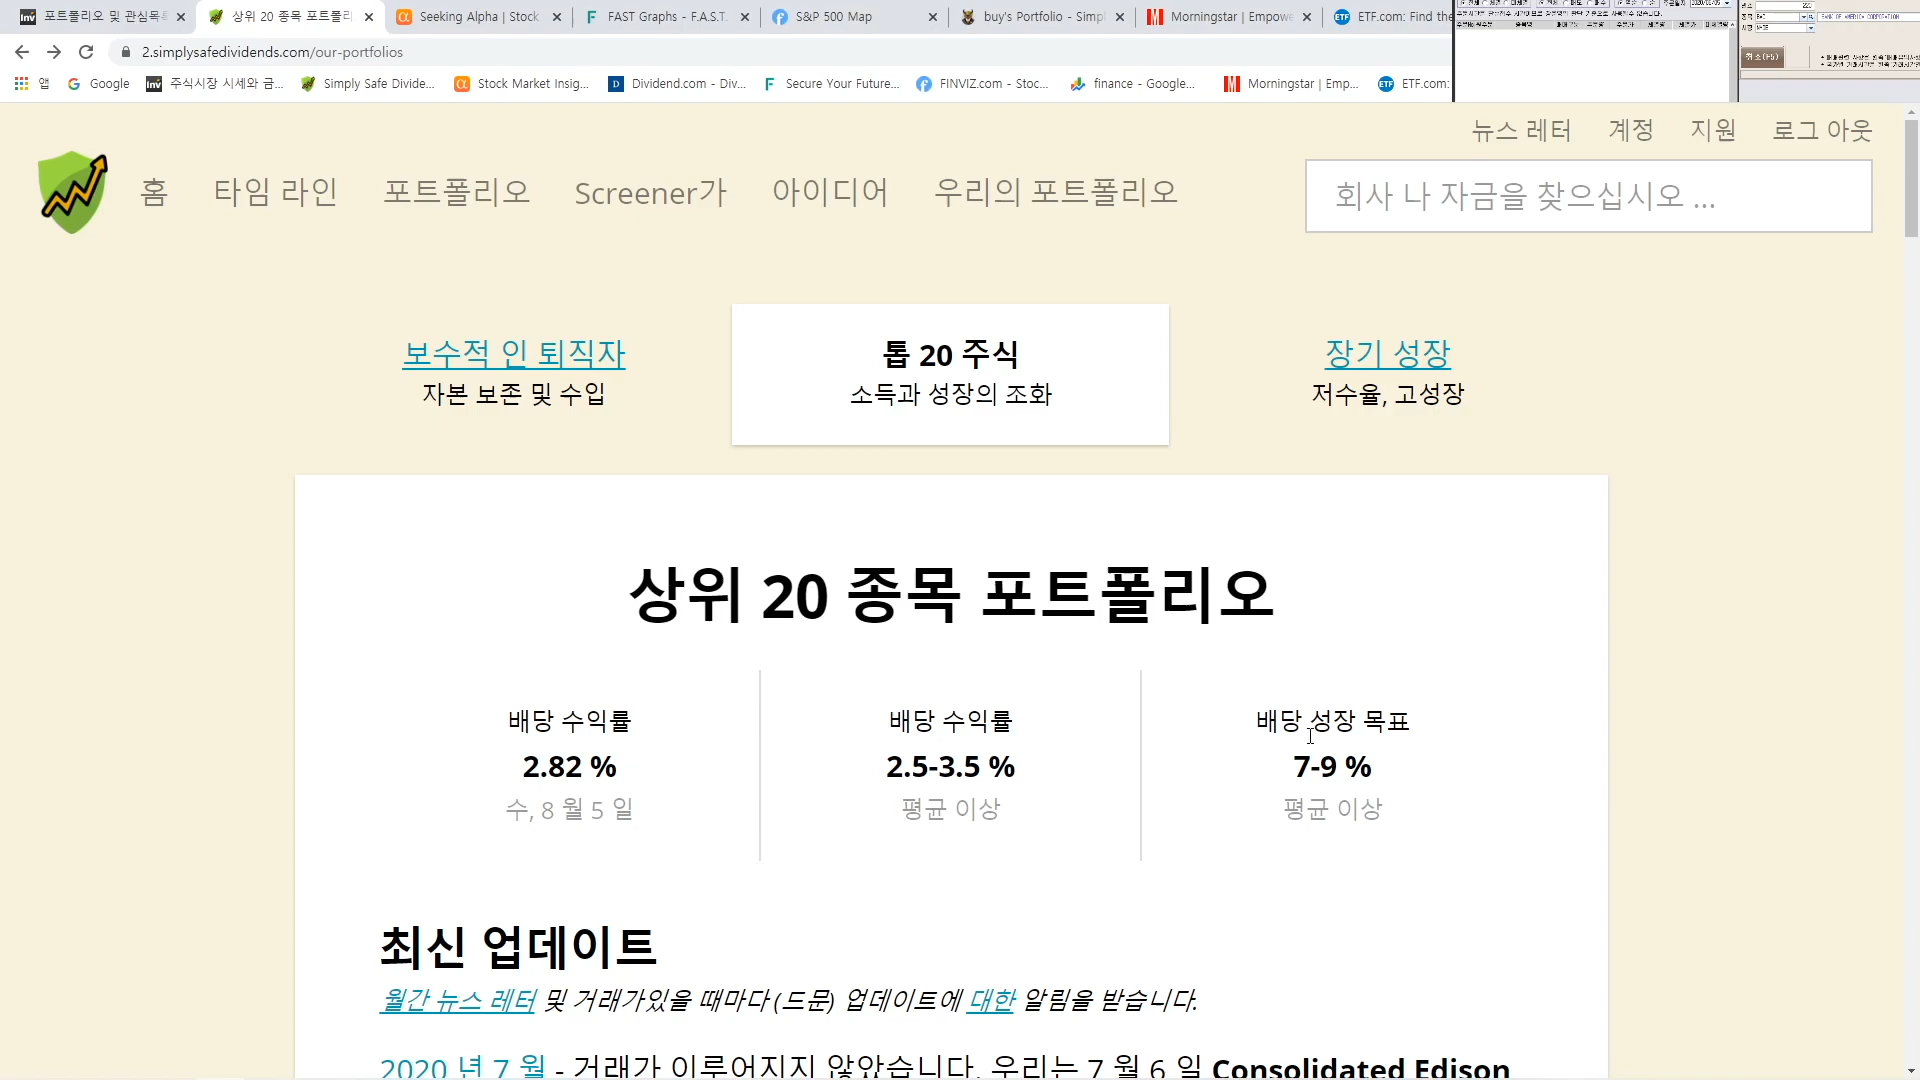 포트폴리오 및 관심목록
상위 20 종목 포트폴리
Seeking Alpha | Stock
FAST Graphs - F.A.S.T.
S&P 500 Map
buy's Portfolio - Simpl
Morningstar | Empowe
ETF.com: Find the
2.simplysafedividends.com/our-portfolios
앱
Google
주식시장 시세와 금...
Simply Safe Divide...
Stock Market Insig...
Dividend.com - Div...
Secure Your Future...
FINVIZ.com - Stoc...
finance - Google...
Morningstar | Emp...
ETF.com:
BANK OF AMERICA CORPORATION
취소(F5)
뉴스 레터 계정 지원 로그 아웃
홈 타임 라인 포트폴리오 Screener가 아이디어 우리의 포트폴리오
회사 나 자금을 찾으십시오 ...
보수적 인 퇴직자
자본 보존 및 수입
톱 20 주식
소득과 성장의 조화
장기 성장
저수율, 고성장
상위 20 종목 포트폴리오
배당 수익률
2.82 %
수, 8 월 5 일
배당 수익률
2.5-3.5 %
평균 이상
배당 성장 목표
7-9 %
평균 이상
최신 업데이트
월간 뉴스 레터 및 거래가있을 때마다 (드문) 업데이트에 대한 알림을 받습니다.
2020 년 7 월 - 거래가 이루어지지 않았습니다. 우리는 7 월 6 일 Consolidated Edison